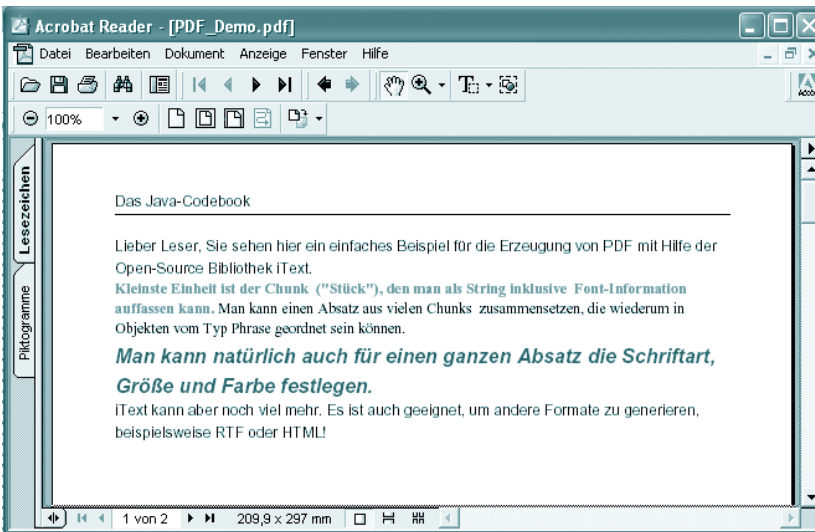 Acrobat Reader - [PDF_Demo.pdf]
Datei Bearbeiten Dokument Anzeige Fenster Hilfe
Adobe
100%
Lesezeichen
Piktogramme
Das Java-Codebook
Lieber Leser, Sie sehen hier ein einfaches Beispiel für die Erzeugung von PDF mit Hilfe der
Open-Source Bibliothek iText.
Kleinste Einheit ist der Chunk ("Stück"), den man als String inklusive Font-Information
auffassen kann. Man kann einen Absatz aus vielen Chunks zusammensetzen, die wiederum in
Objekten vom Typ Phrase geordnet sein können.
Man kann natürlich auch für einen ganzen Absatz die Schriftart,
Größe und Farbe festlegen.
iText kann aber noch viel mehr. Es ist auch geeignet, um andere Formate zu generieren,
beispielsweise RTF oder HTML!
1 von 2 209,9 x 297 mm